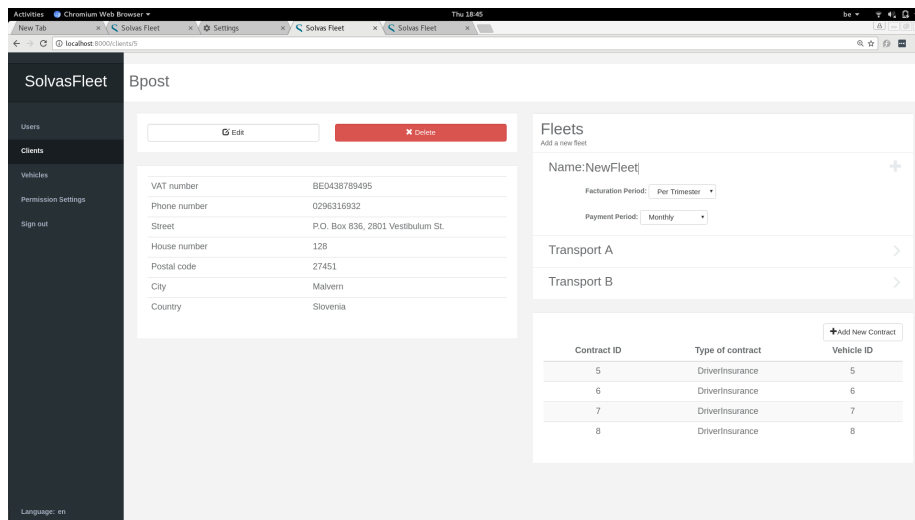 Activities Chromium Web Browser Thu 18:45 be
New Tab Solvas Fleet Settings Solvas Fleet Solvas Fleet
localhost:8000/clients/5
SolvasFleet
Users
Clients
Vehicles
Permission Settings
Sign out
Language: en
Bpost
Edit Delete
VAT number BE0438789495
Phone number 0296316932
Street P.O. Box 836, 2801 Vestibulum St.
House number 128
Postal code 27451
City Malvern
Country Slovenia
Fleets
Add a new fleet
Name:NewFleet
Facturation Period: Per Trimester
Payment Period: Monthly
Transport A
Transport B
Add New Contract
Contract ID Type of contract Vehicle ID
5 DriverInsurance 5
6 DriverInsurance 6
7 DriverInsurance 7
8 DriverInsurance 8